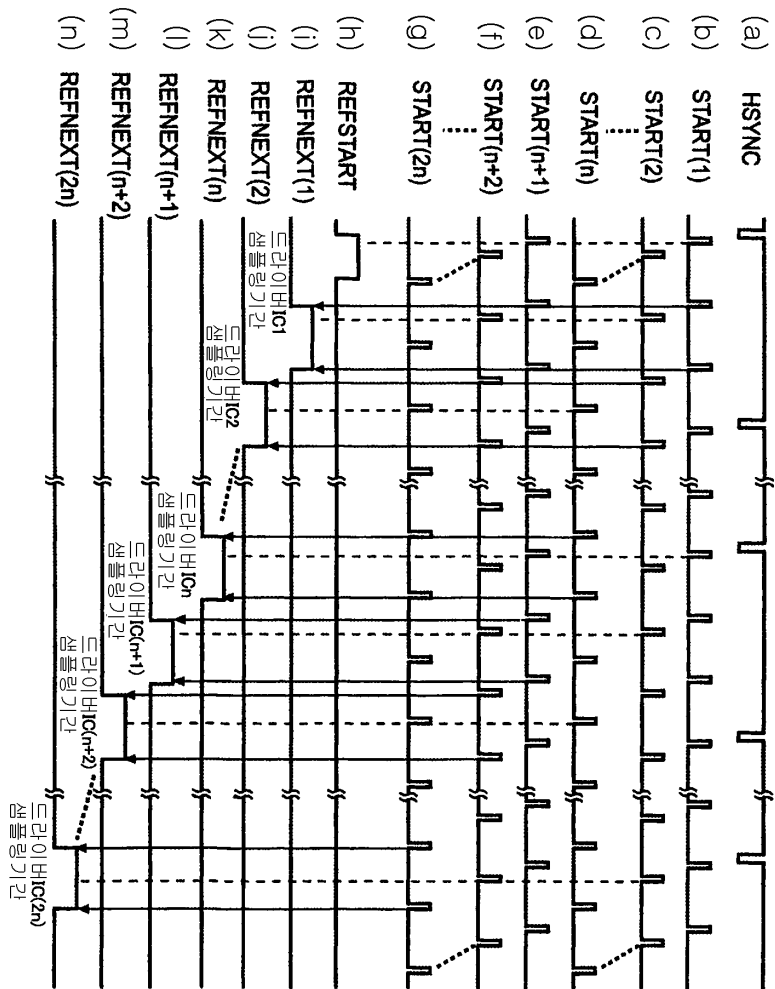 (a) HSYNC
(b) START(1)
(c) START(2)
(d) START(n)
(e) START(n+1)
(f) START(n+2)
(g) START(2n)
(h) REFSTART
(i) REFNEXT(1)
(j) REFNEXT(2)
(k) REFNEXT(n)
(l) REFNEXT(n+1)
(m) REFNEXT(n+2)
(n) REFNEXT(2n)
드라이버IC1
샘플링기간
드라이버IC2
샘플링기간
드라이버ICn
샘플링기간
드라이버IC(n+1)
샘플링기간
드라이버IC(n+2)
샘플링기간
드라이버IC(2n)
샘플링기간